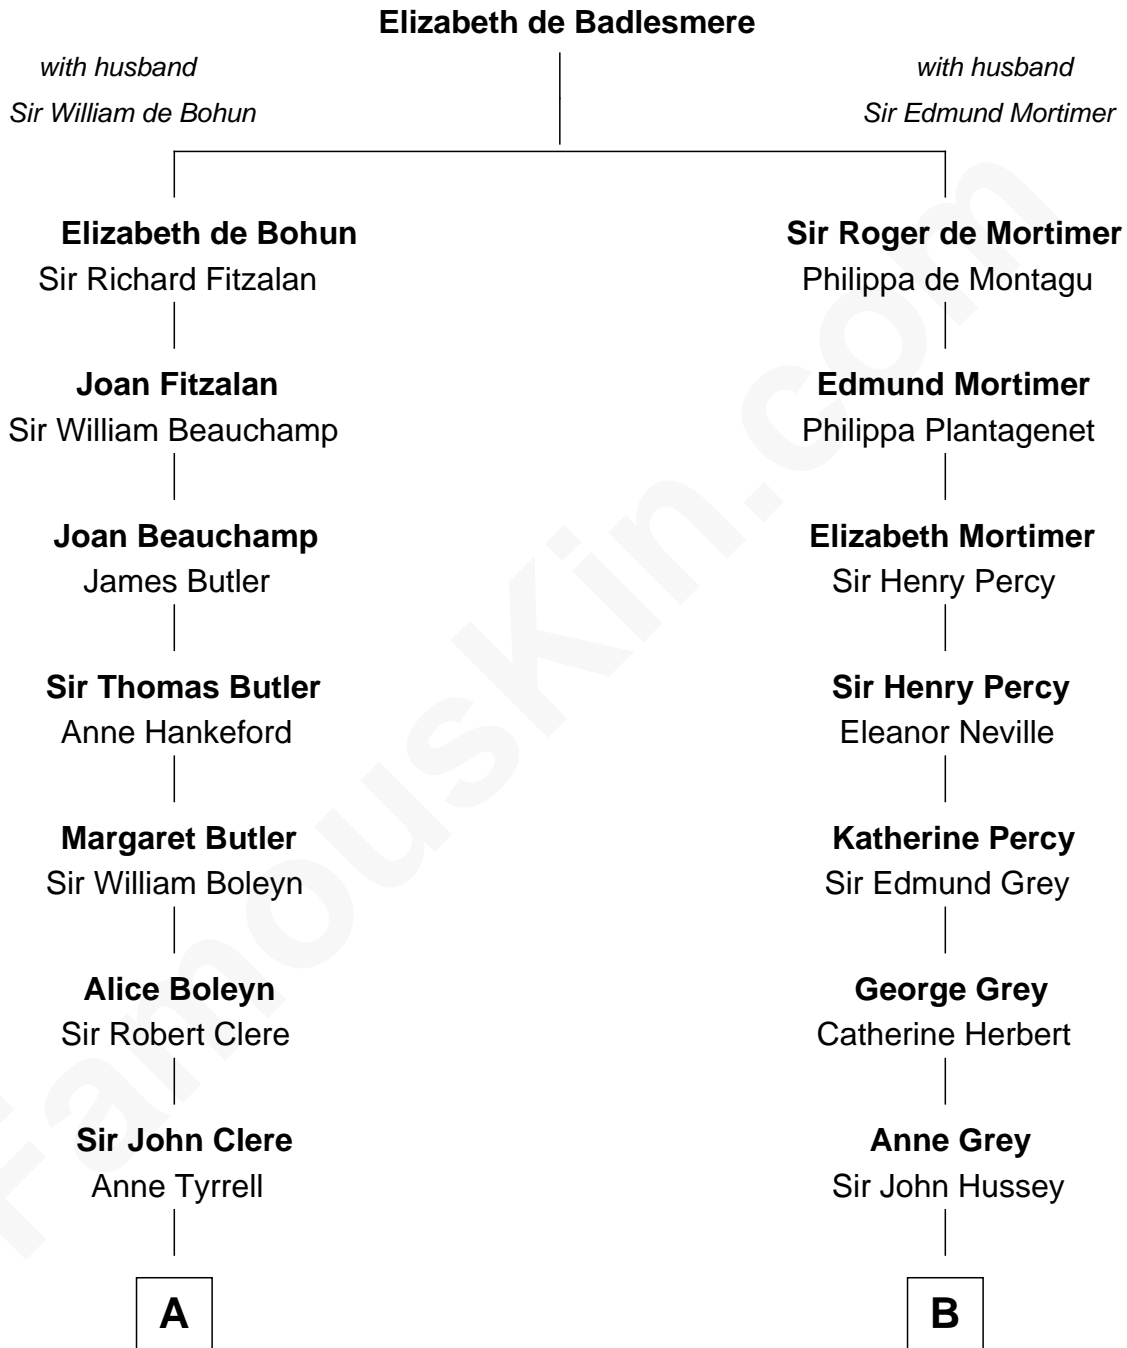 Elizabeth de Badlesmere
with husband
Sir William de Bohun
with husband
Sir Edmund Mortimer
Elizabeth de Bohun
Sir Richard Fitzalan
Sir Roger de Mortimer
Philippa de Montagu
Joan Fitzalan
Sir William Beauchamp
Edmund Mortimer
Philippa Plantagenet
Joan Beauchamp
James Butler
Elizabeth Mortimer
Sir Henry Percy
Sir Thomas Butler
Anne Hankeford
Sir Henry Percy
Eleanor Neville
Margaret Butler
Sir William Boleyn
Katherine Percy
Sir Edmund Grey
Alice Boleyn
Sir Robert Clere
George Grey
Catherine Herbert
Sir John Clere
Anne Tyrrell
Anne Grey
Sir John Hussey
A
B
FamousKin.com